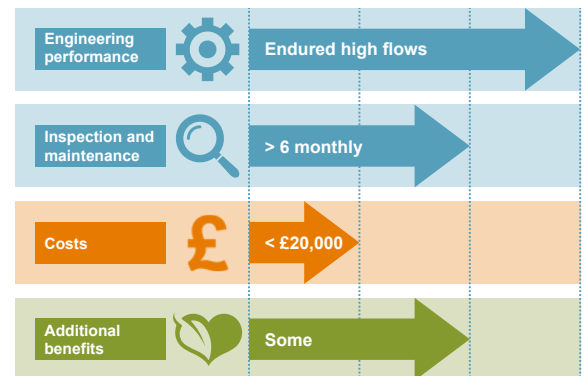 Engineering
performance
Endured high flows
Inspection and
maintenance
> 6 monthly
Costs
£
< £20,000
Additional
benefits
Some